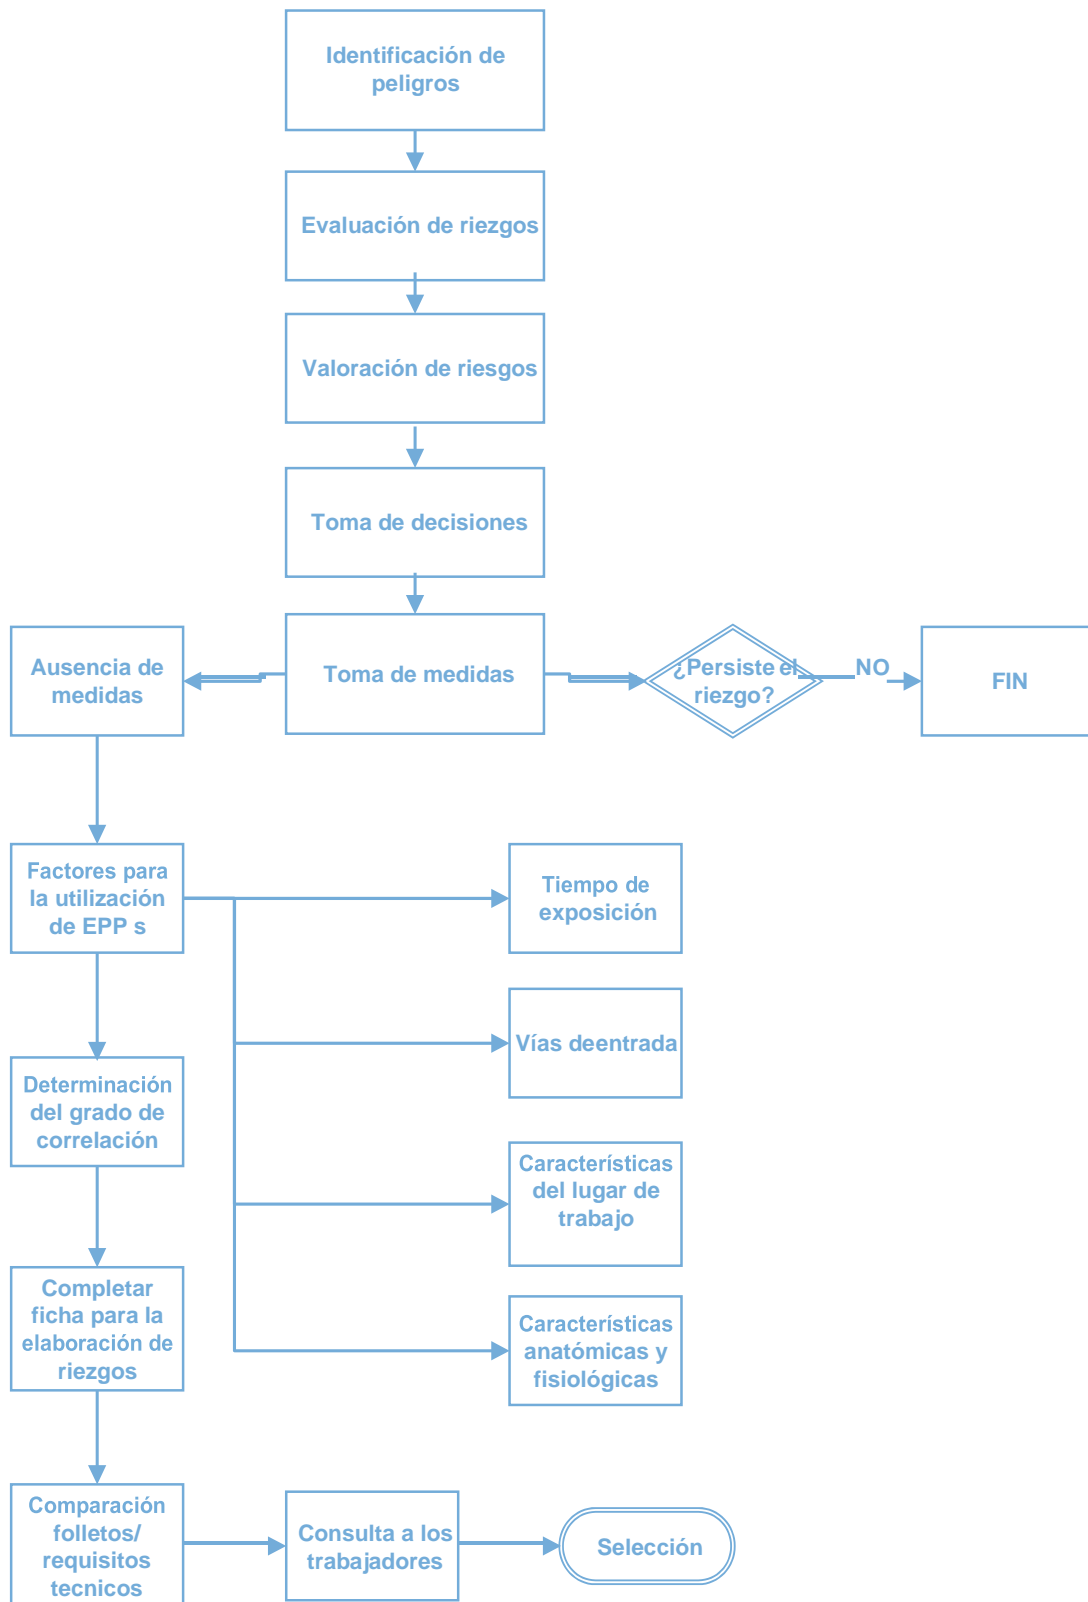 Identificación de
peligros
Evaluación de riezgos
Valoración de riesgos
Toma de decisiones
Ausencia de
medidas
Toma de medidas
¿Persiste el
riezgo?
NO
FIN
Factores para
la utilización
de EPP s
Tiempo de
exposición
Vías deentrada
Determinación
del grado de
correlación
Característícas
del lugar de
trabajo
Completar
ficha para la
elaboración de
riezgos
Característícas
anatómicas y
fisiológicas
Comparación
folletos/
requisitos
tecnicos
Consulta a los
trabajadores
Selección